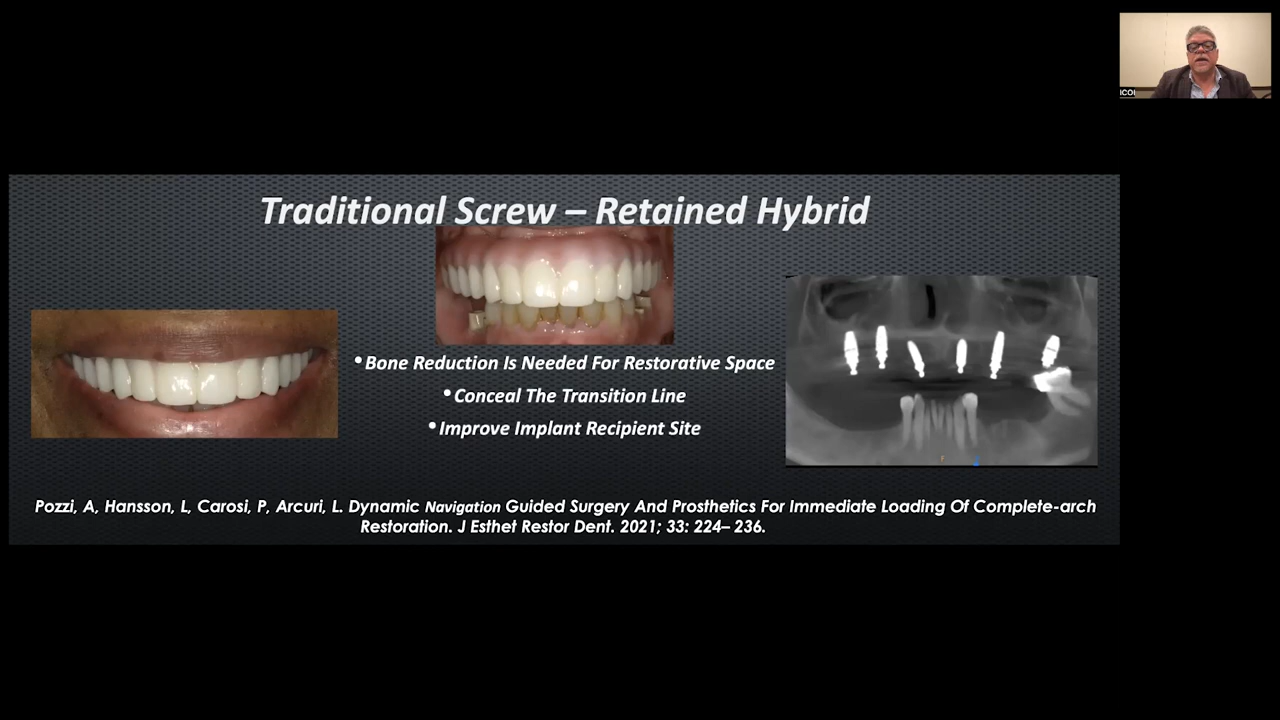 ICOI
Traditional Screw – Retained Hybrid
•Bone Reduction Is Needed For Restorative Space
•Conceal The Transition Line
•Improve Implant Recipient Site
Pozzi, A, Hansson, L, Carosi, P, Arcuri, L. Dynamic Navigation Guided Surgery And Prosthetics For Immediate Loading Of Complete-arch
Restoration. J Esthet Restor Dent. 2021; 33: 224– 236.